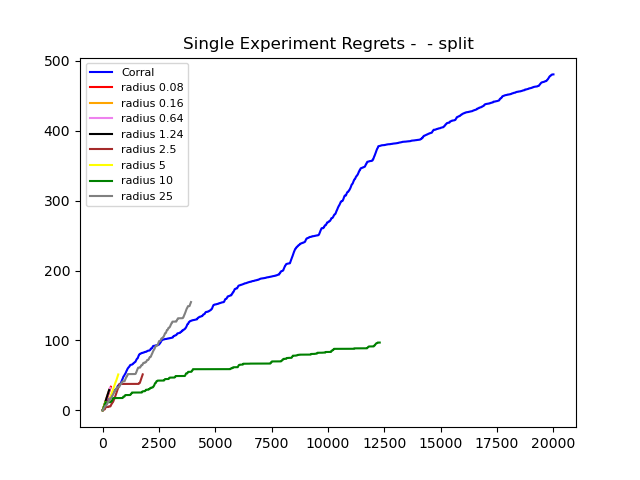 Single Experiment Regrets -  - split
500
400
300
200
100
0
Corral
radius 0.08
radius 0.16
radius 0.64
radius 1.24
radius 2.5
radius 5
radius 10
radius 25
0 2500 5000 7500 10000 12500 15000 17500 20000